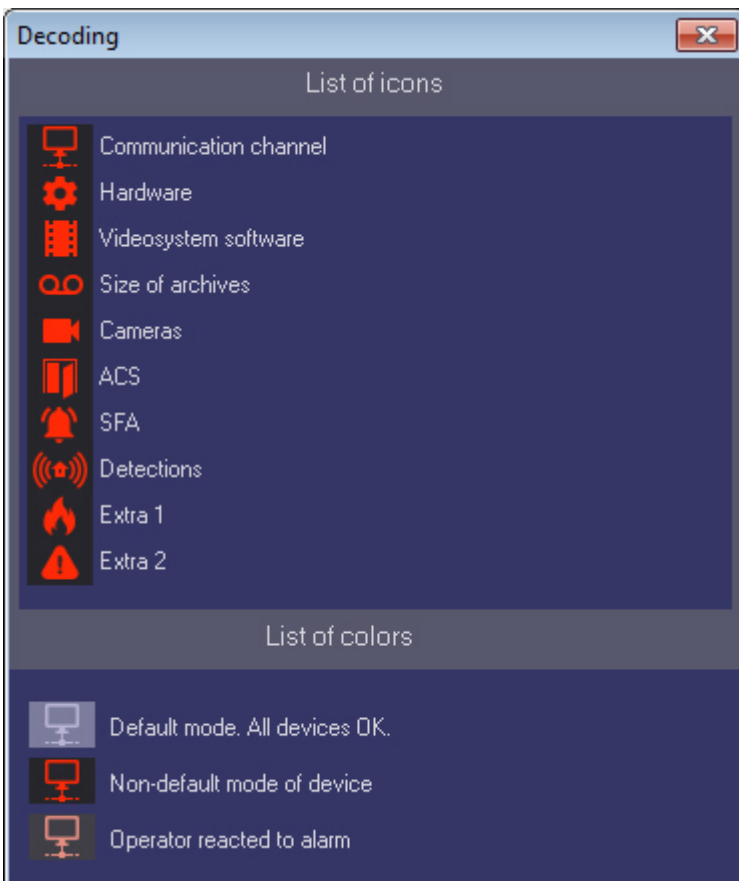 Decoding
List of icons
Communication channel
Hardware
Videosystem software
Size of archives
Cameras
ACS
SFA
Detections
Extra 1
Extra 2
List of colors
Default mode. All devices OK.
Non-default mode of device
Operator reacted to alarm